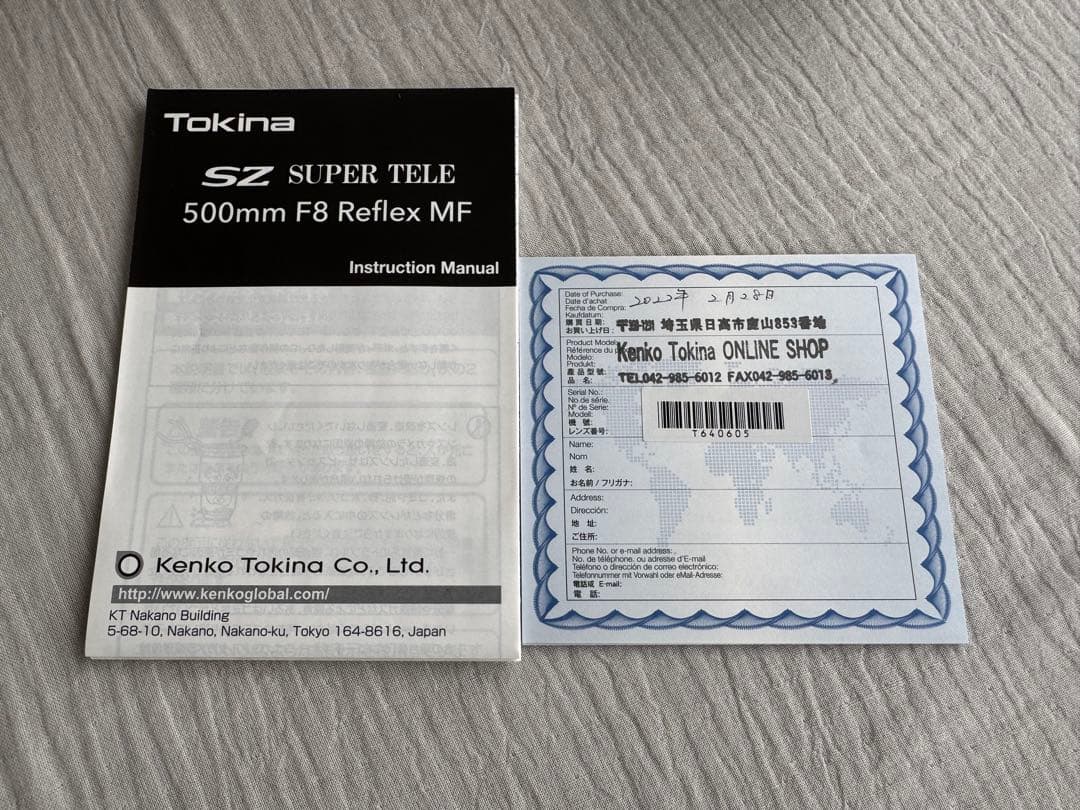 Tokina
SZ SUPER TELE
500mm F8 Reflex MF
Instruction Manual
Kenko Tokina Co., Ltd.
http://www.kenkoglobal.com/
KT Nakano Building
5-68-10, Nakano, Nakano-ku, Tokyo 164-8616, Japan
Date of Purchase:
Date d'achat
Fecha de Compra:
Kaufdatum:
購買日期:
お買い上げ日:
2022年 2月28日
埼玉県日高市鹿山853番地
Product Model:
Référence du
Modelo:
Produkt:
產品型號:
品 名:
Kenko Tokina ONLINE SHOP
TEL042-985-6012 FAX042-985-6013
Serial No.:
No.de série.
Nº de Serie:
Modell:
機 號:
レンズ番号:
T640605
Name:
Nom
姓 名:
お名前 / フリガナ:
Address:
Dirección:
地 址:
ご住所:
Phone No. or e-mail address:
No. de téléphone. ou adresse d'E-mail
Teléfono o dirección de correo electrónico:
Telefonnummer mit Vorwahl oder eMail-Adresse:
電話或 E-mail:
電 話: